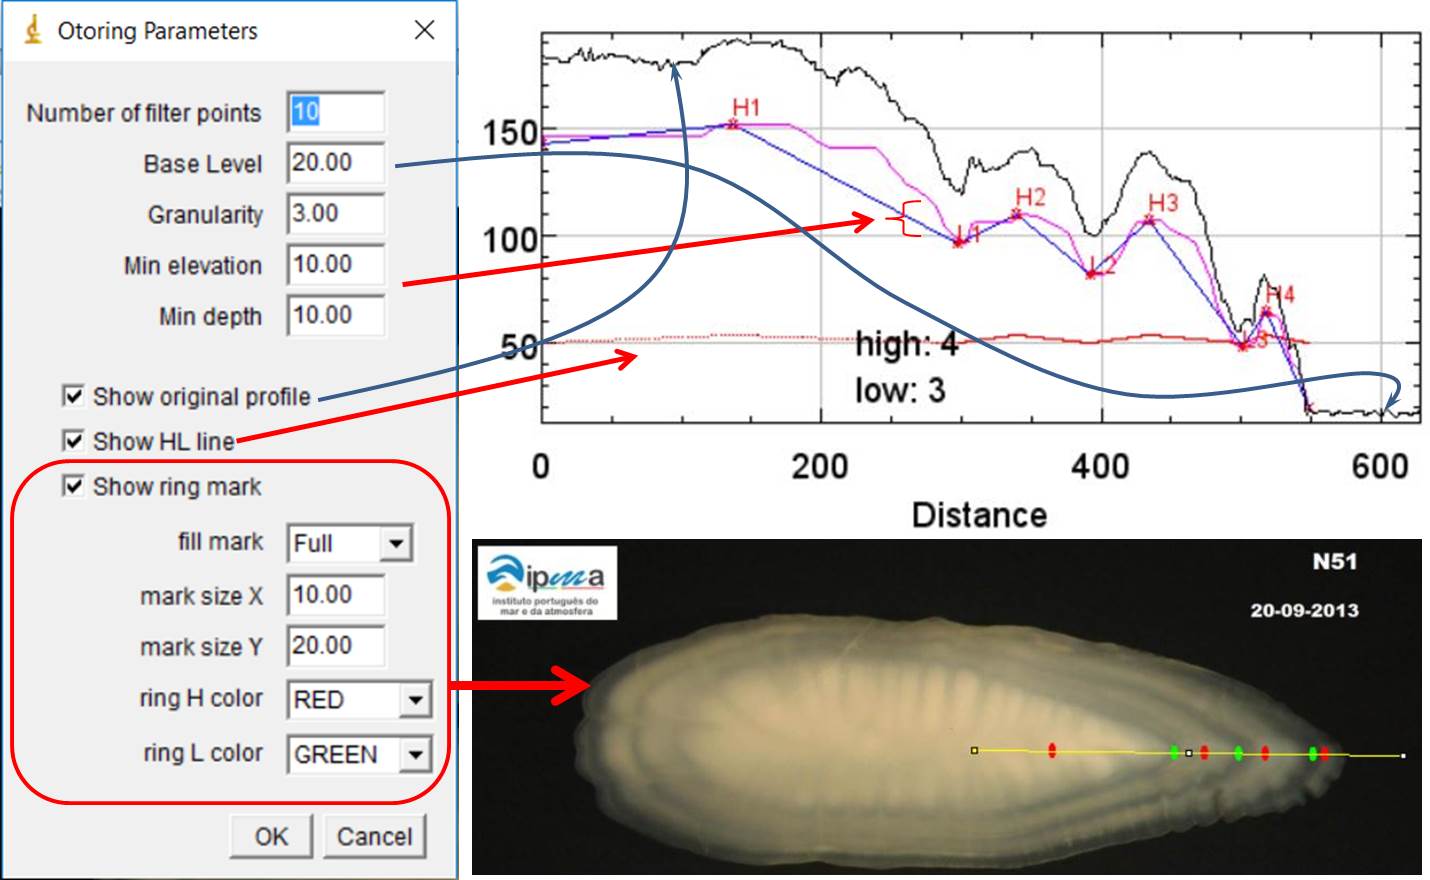 Otoring Parameters
Number of filter points 10
Base Level 20.00
Granularity 3.00
Min elevation 10.00
Min depth 10.00
Show original profile
Show HL line
Show ring mark
fill mark Full
mark size X 10.00
mark size Y 20.00
ring H color RED
ring L color GREEN
OK Cancel
150
100
50
H1
H2
H3
H4
L1
L2
L3
high: 4
low: 3
0 200 400 600
Distance
ipma
instituto português do
mar e da atmosfera
N51
20-09-2013